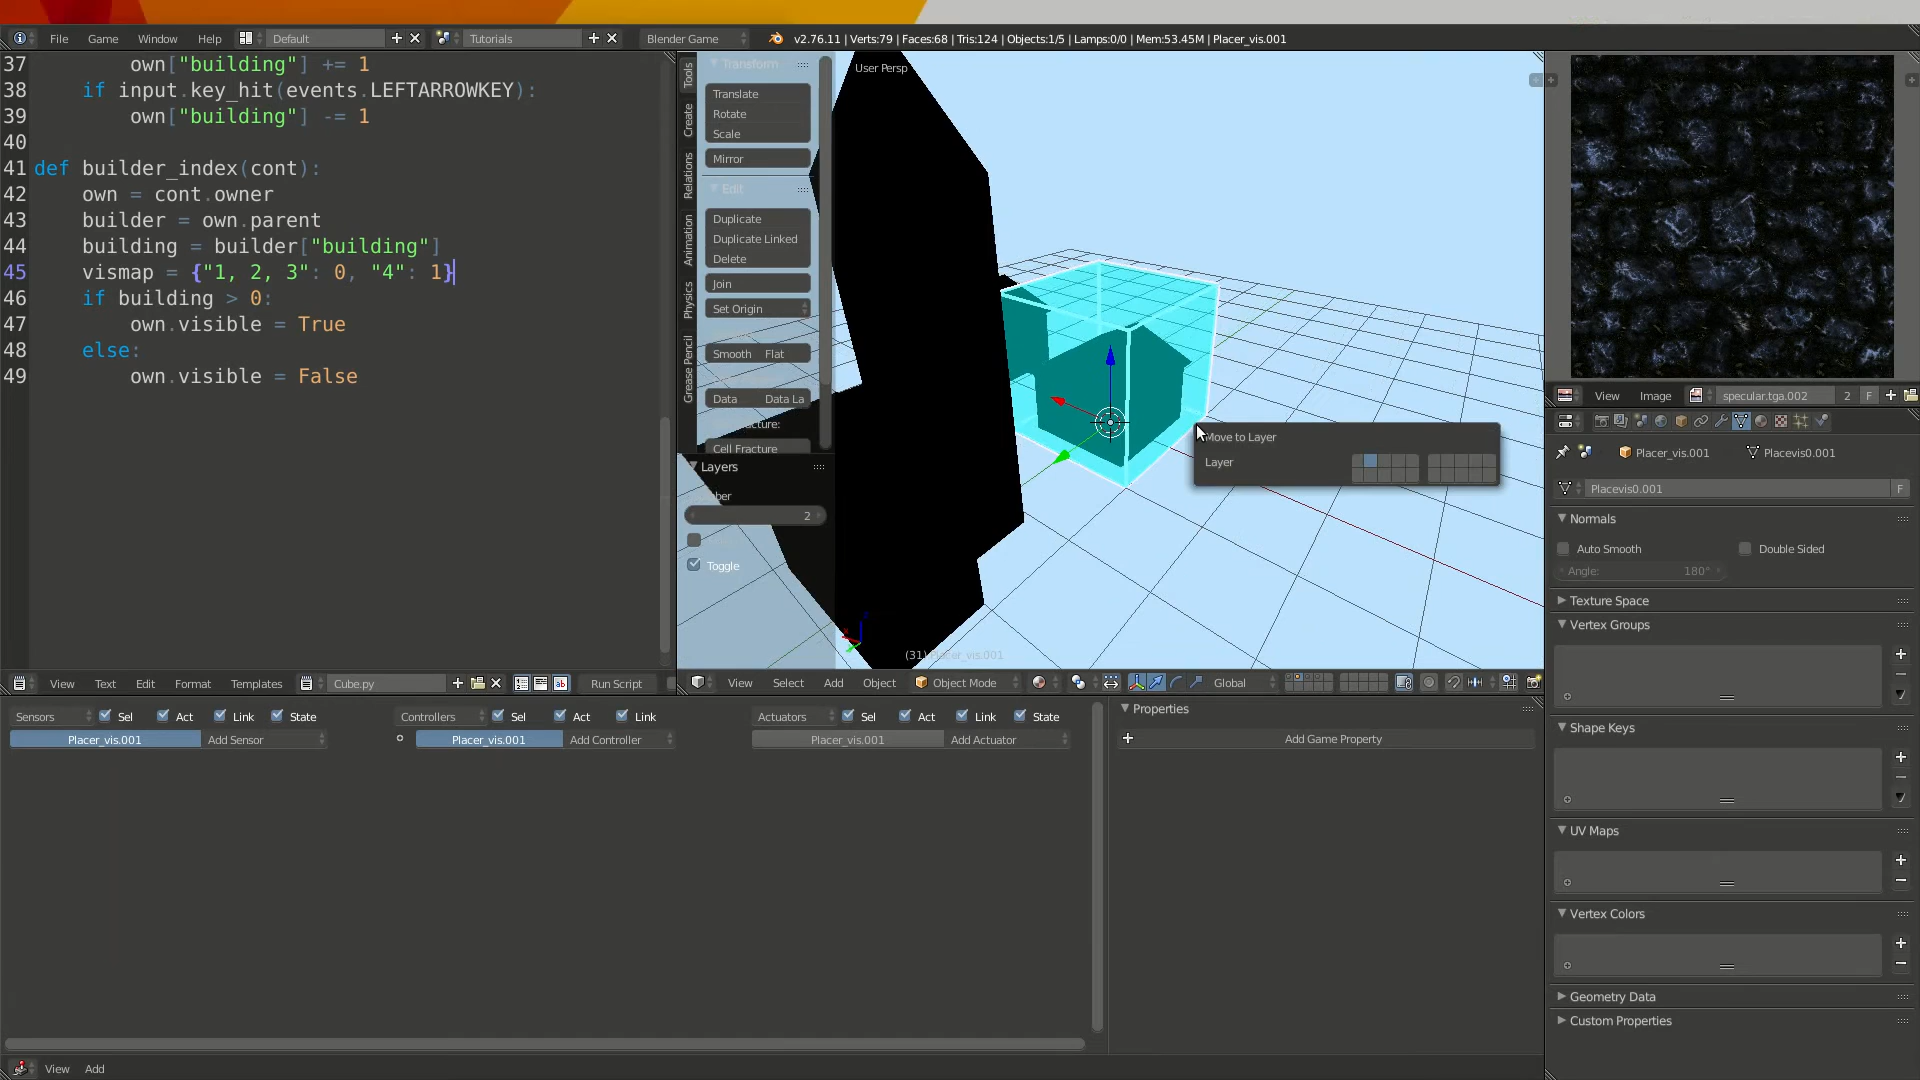 File Game Window Help Default Tutorials Blender Game v2.76.11 | Verts:79 | Faces:68 | Tris:124 | Objects:1/5 | Lamps:0/0 | Mem:53.45M | Placer_vis.001
37 own["building"] += 1
38 if input.key_hit(events.LEFTARROWKEY):
39 own["building"] -= 1
40
41 def builder_index(cont):
42 own = cont.owner
43 builder = own.parent
44 building = builder["building"]
45 vismap = {"1, 2, 3": 0, "4": 1}
46 if building > 0:
47 own.visible = True
48 else:
49 own.visible = False
View Text Edit Format Templates Cube.py Run Script
Tools
Create
Relations
Animation
Physics
Grease Pencil
Transform
Translate
Rotate
Scale
Mirror
Edit
Duplicate
Duplicate Linked
Delete
Join
Set Origin
Smooth Flat
Data Data La
Cell Fracture
Layers
2
Toggle
User Persp
Move to Layer
Layer
(31) Placer_vis.001
View Select Add Object Object Mode Global
View Image specular.tga.002 2 F
Placer_vis.001 Placevis0.001
Placevis0.001 F
Normals
Auto Smooth Double Sided
Angle: 180°
Texture Space
Vertex Groups
Shape Keys
UV Maps
Vertex Colors
Geometry Data
Custom Properties
Sensors Sel Act Link State Controllers Sel Act Link Actuators Sel Act Link State
Placer_vis.001 Add Sensor Placer_vis.001 Add Controller Placer_vis.001 Add Actuator
Properties
Add Game Property
View Add